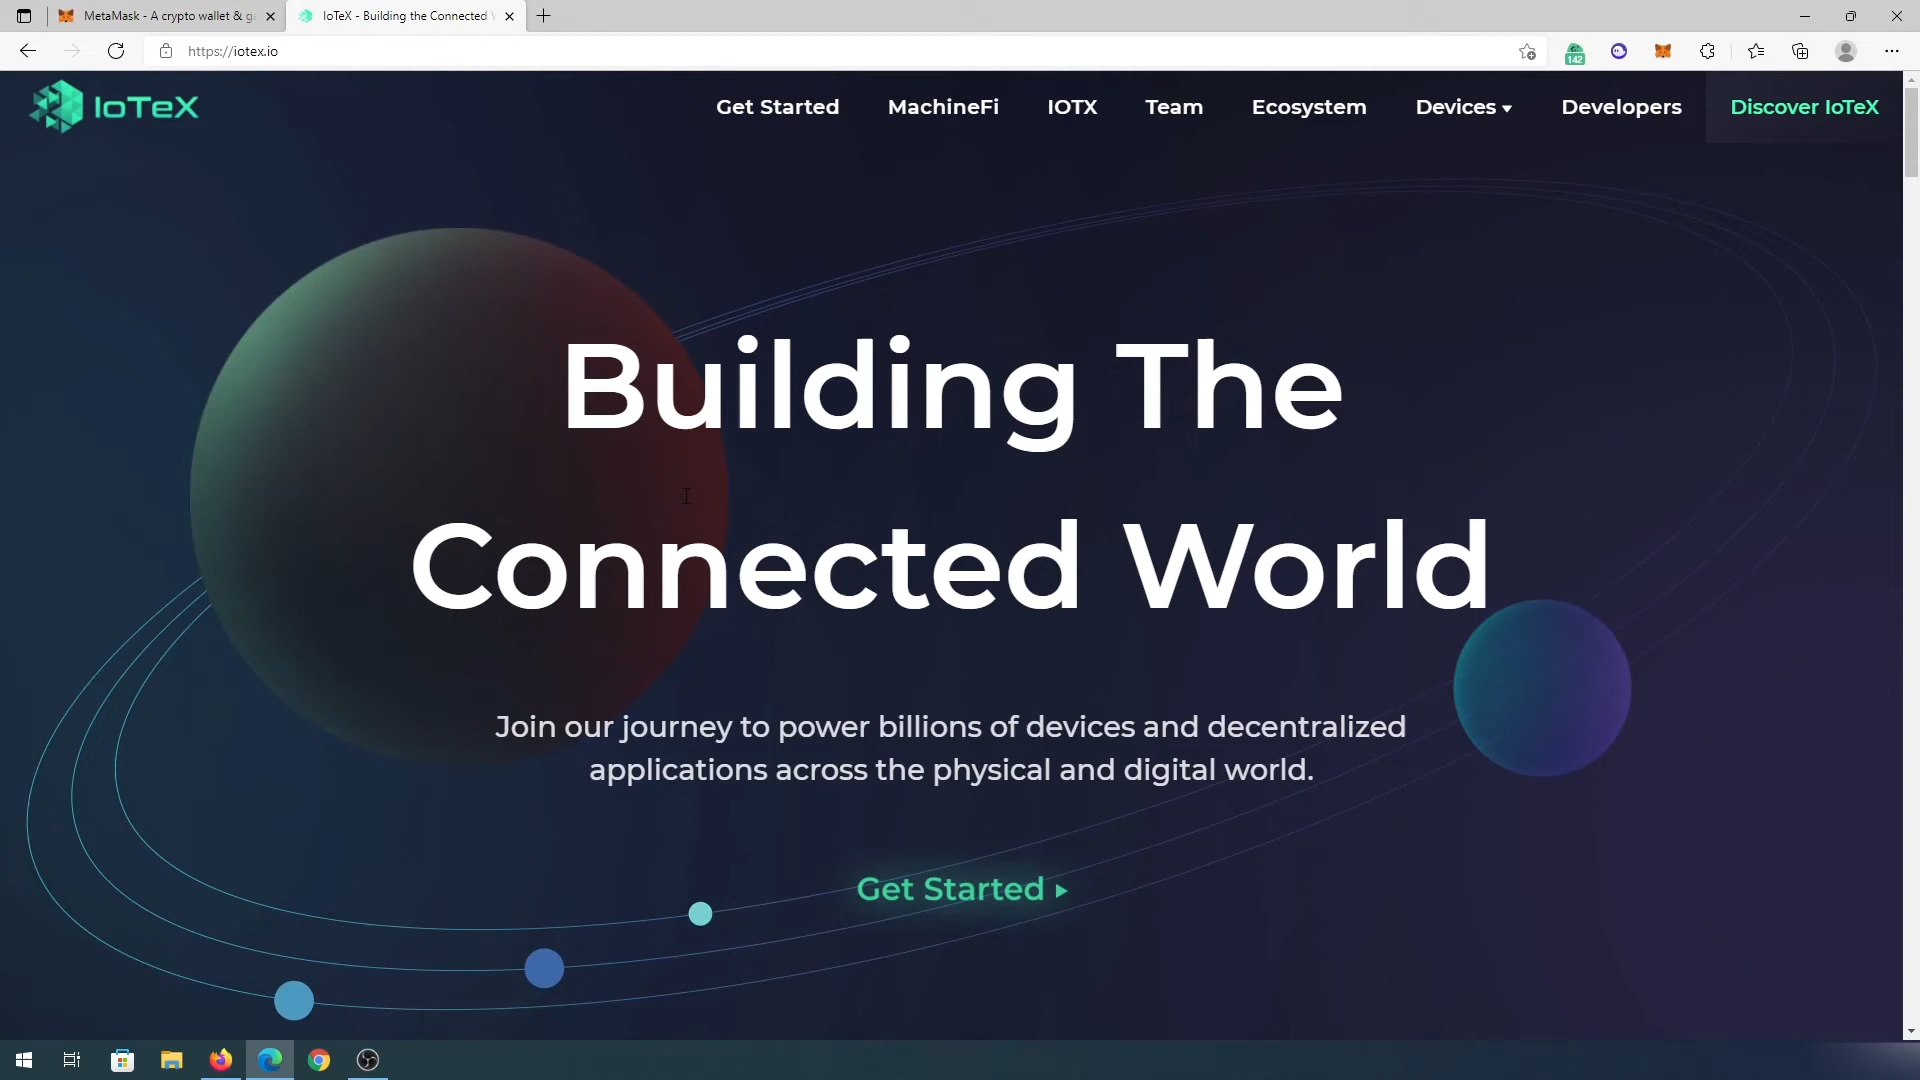 MetaMask - A crypto wallet & ga
IoTeX - Building the Connected W
https://iotex.io
142
IoTeX
Get Started
MachineFi
IOTX
Team
Ecosystem
Devices
Developers
Discover IoTeX
Building The
Connected World
Join our journey to power billions of devices and decentralized
applications across the physical and digital world.
Get Started